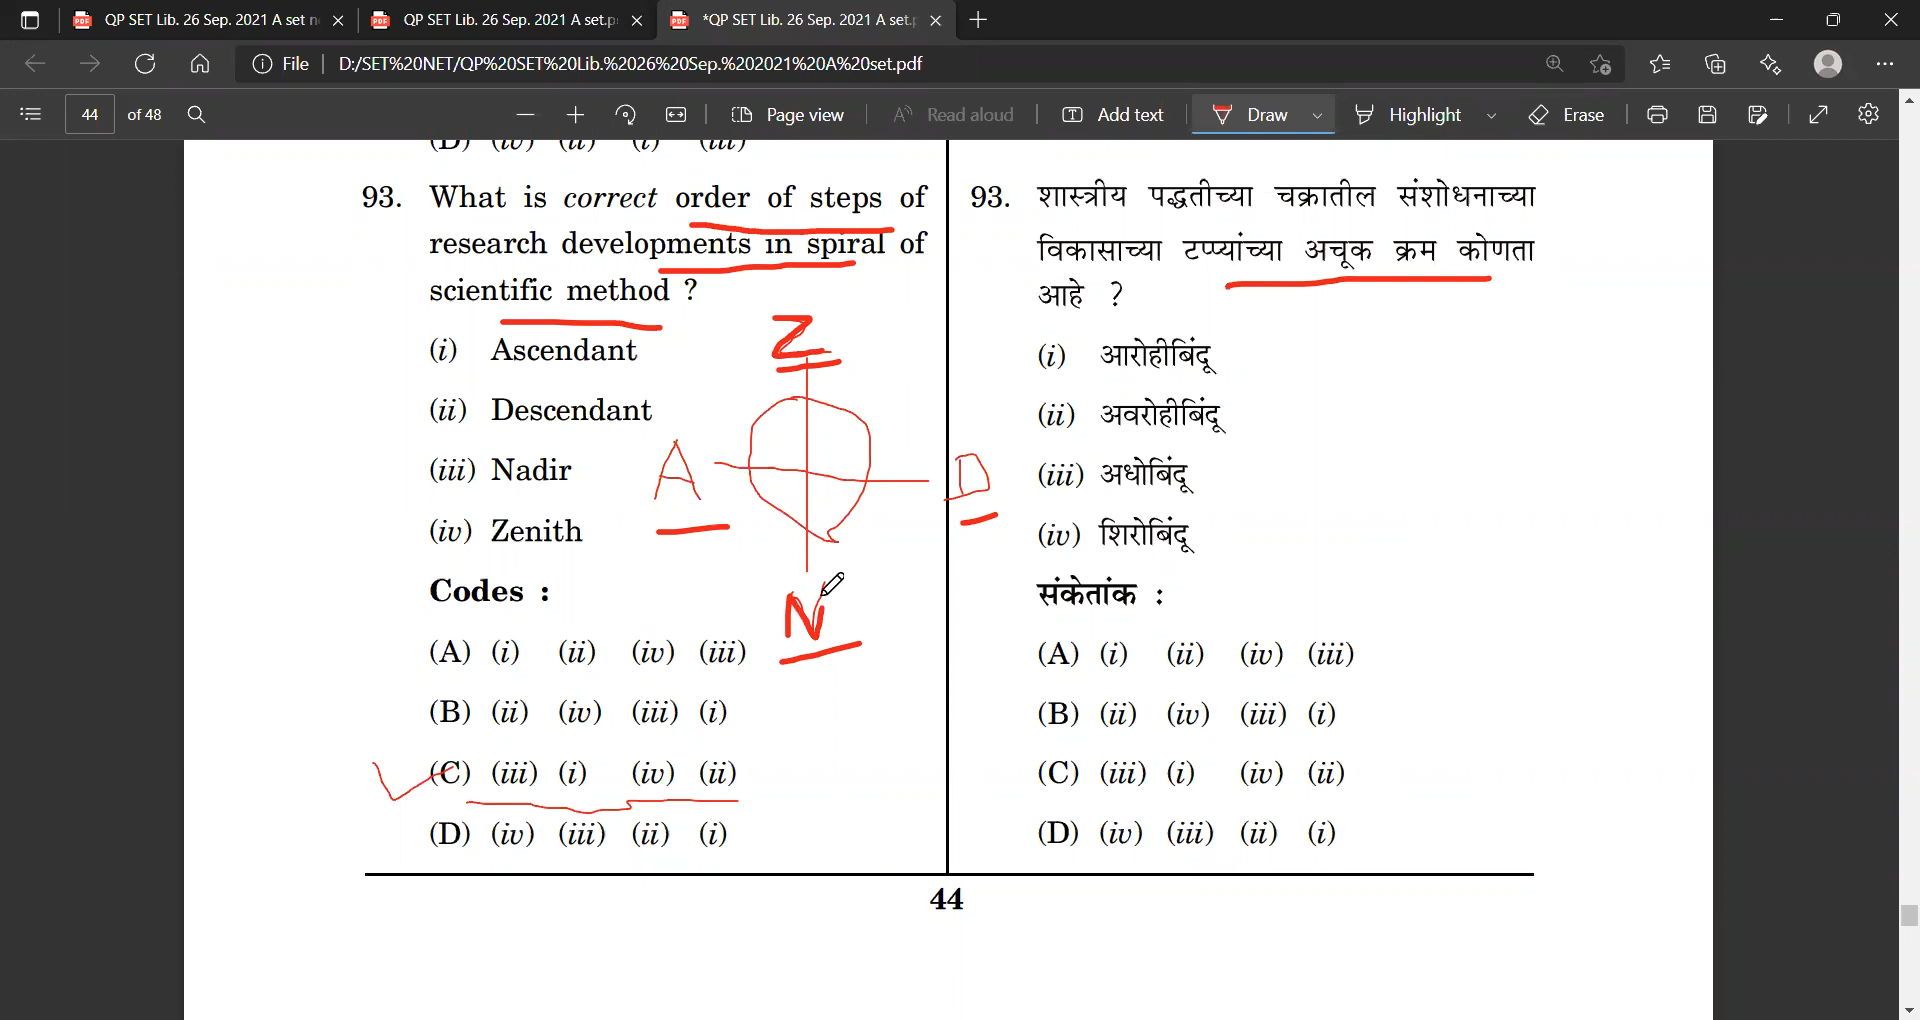 QP SET Lib. 26 Sep. 2021 A set n
QP SET Lib. 26 Sep. 2021 A set.p
*QP SET Lib. 26 Sep. 2021 A set.p
File
D:/SET%20NET/QP%20SET%20Lib.%2026%20Sep.%202021%20A%20set.pdf
44 of 48
Page view
Read aloud
Add text
Draw
Highlight
Erase
(D) (iv) (ii) (i) (iii)
93. What is correct order of steps of
research developments in spiral of
scientific method ?
(i) Ascendant
(ii) Descendant
(iii) Nadir
(iv) Zenith
Codes :
(A) (i) (ii) (iv) (iii)
(B) (ii) (iv) (iii) (i)
(C) (iii) (i) (iv) (ii)
(D) (iv) (iii) (ii) (i)
Z
A
D
N
93. शास्त्रीय पद्धतीच्या चक्रातील संशोधनाच्या
विकासाच्या टप्प्यांच्या अचूक क्रम कोणता
आहे ?
(i) आरोहीबिंदू
(ii) अवरोहीबिंदू
(iii) अधोबिंदू
(iv) शिरोबिंदू
संकेतांक :
(A) (i) (ii) (iv) (iii)
(B) (ii) (iv) (iii) (i)
(C) (iii) (i) (iv) (ii)
(D) (iv) (iii) (ii) (i)
44